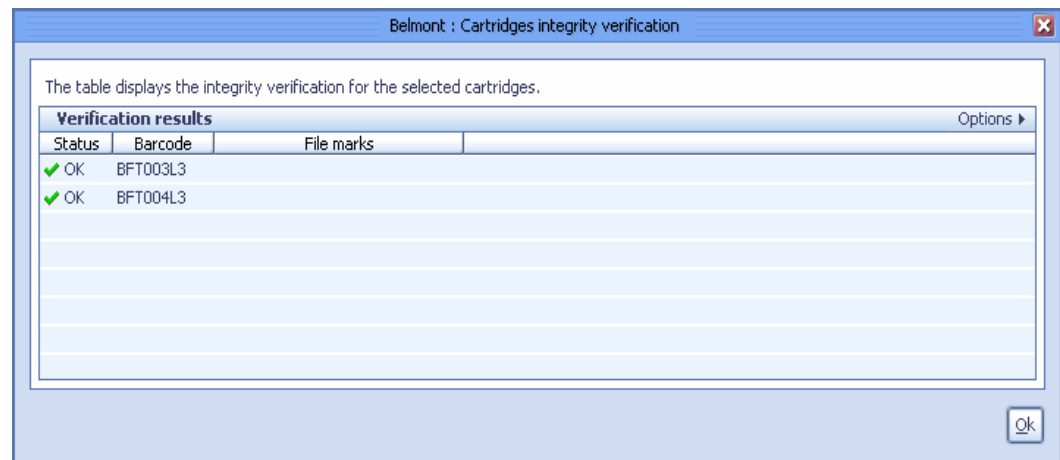 Belmont : Cartridges integrity verification
The table displays the integrity verification for the selected cartridges.
Verification results Options
Status Barcode File marks
OK BFT003L3
OK BFT004L3
Ok